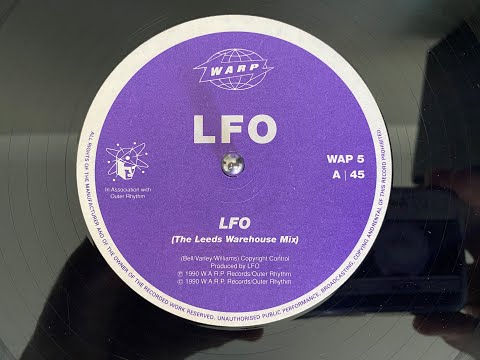 WARP
LFO
WAP 5
A | 45
In Association with
Outer Rhythm
LFO
(The Leeds Warehouse Mix)
(Bell/Varley/Williams) Copyright Control
Produced by LFO
℗ 1990 W.A.R.P. Records/Outer Rhythm
© 1990 W.A.R.P. Records/Outer Rhythm
ALL RIGHTS OF THE MANUFACTURER AND OF THE OWNER OF THE RECORDED WORK RESERVED. UNAUTHORISED PUBLIC PERFORMANCE, BROADCASTING, COPYING AND RENTAL OF THIS RECORD PROHIBITED.